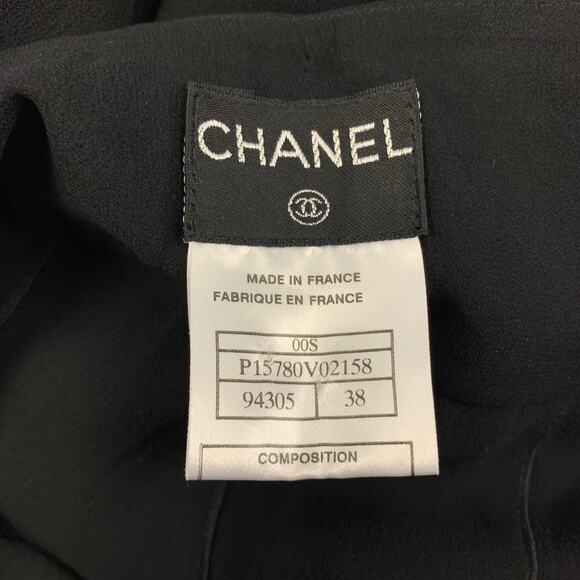 CHANEL
MADE IN FRANCE
FABRIQUE EN FRANCE
00S
P15780V02158
94305 38
COMPOSITION